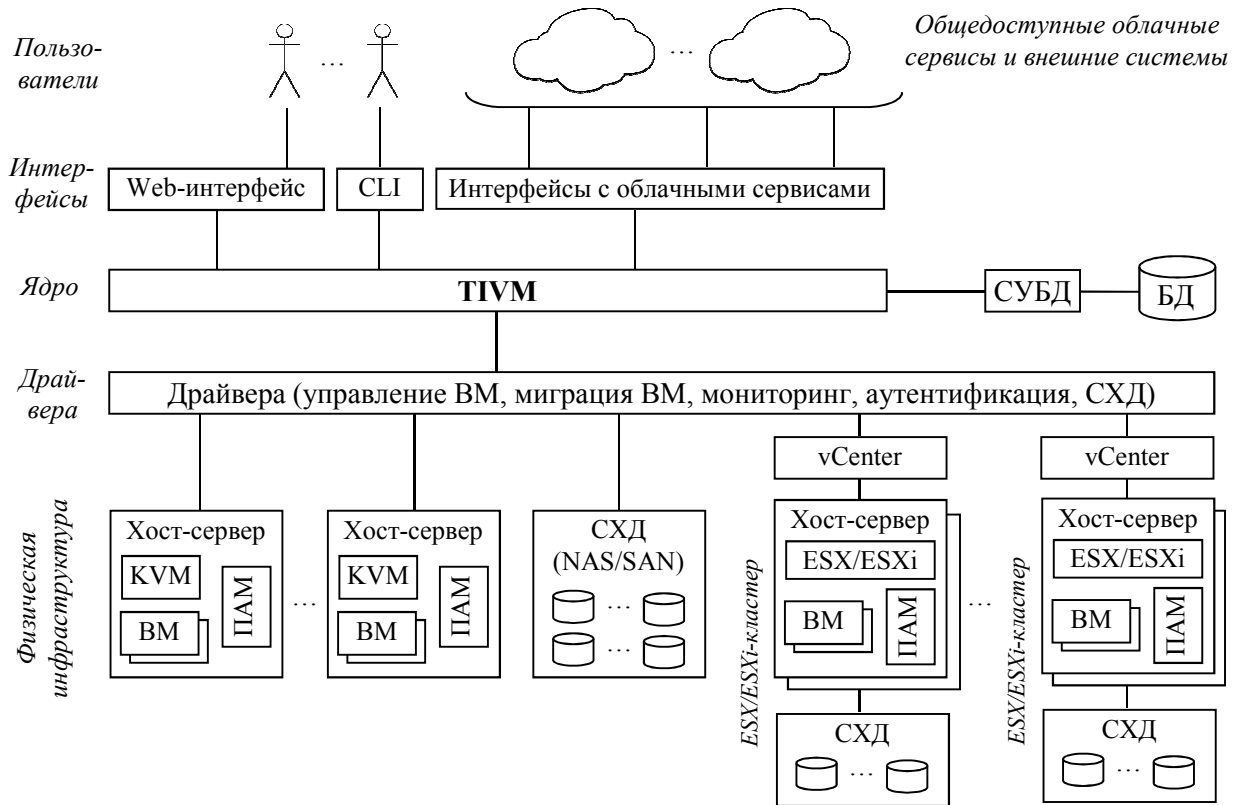 Пользо-
ватели
...
...
Общедоступные облачные
сервисы и внешние системы
Интер-
фейсы
Web-интерфейс
CLI
Интерфейсы с облачными сервисами
Ядро
TIVM
СУБД
БД
Драй-
вера
Драйвера (управление ВМ, миграция ВМ, мониторинг, аутентификация, СХД)
vCenter
vCenter
Физическая
инфраструктура
Хост-сервер
KVM
ВМ
ПАМ
...
Хост-сервер
KVM
ВМ
ПАМ
СХД
(NAS/SAN)
...
...
ESX/ESXi-кластер
Хост-сервер
ESX/ESXi
ВМ
ПАМ
СХД
...
...
ESX/ESXi-кластер
Хост-сервер
ESX/ESXi
ВМ
ПАМ
СХД
...